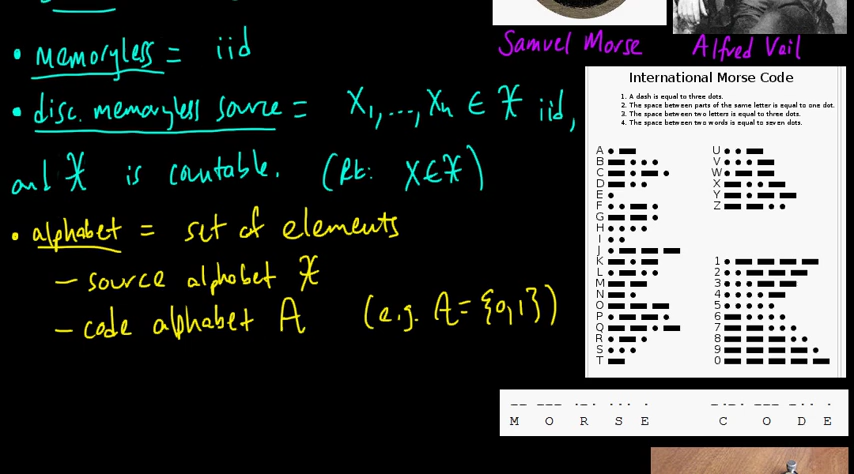 • memoryless = iid
• disc. memoryless source = X₁,...,Xₙ ∈ 𝒳 iid,
and 𝒳 is countable. (Rk: X∈𝒳)
• alphabet = set of elements
– source alphabet 𝒳
– code alphabet A (e.g. A={0,1})
Samuel Morse Alfred Vail
International Morse Code
1. A dash is equal to three dots.
2. The space between parts of the same letter is equal to one dot.
3. The space between two letters is equal to three dots.
4. The space between two words is equal to seven dots.
A
B
C
D
E
F
G
H
I
J
K
L
M
N
O
P
Q
R
S
T
U
V
W
X
Y
Z
1
2
3
4
5
6
7
8
9
0
-- --- .-. ... . -.-. --- -.. .
M O R S E C O D E